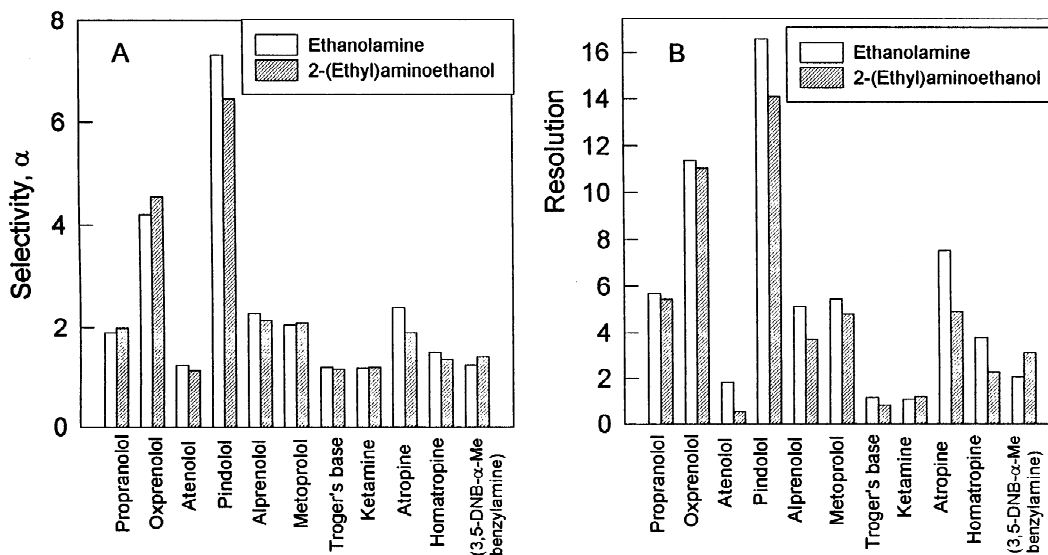 A
Ethanolamine
2-(Ethyl)aminoethanol
Selectivity, α
8
6
4
2
0
Propranolol
Oxprenolol
Atenolol
Pindolol
Alprenolol
Metoprolol
Troger's base
Ketamine
Atropine
Homatropine
(3,5-DNB-α-Me
benzylamine)
B
Ethanolamine
2-(Ethyl)aminoethanol
Resolution
16
14
12
10
8
6
4
2
0
Propranolol
Oxprenolol
Atenolol
Pindolol
Alprenolol
Metoprolol
Troger's base
Ketamine
Atropine
Homatropine
(3,5-DNB-α-Me
benzylamine)